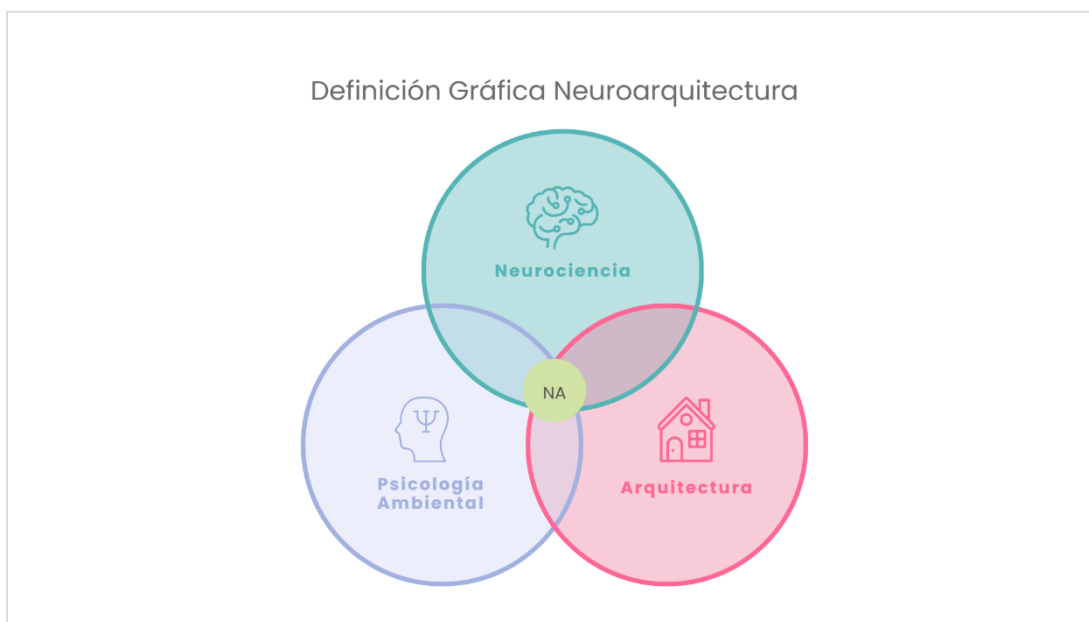 Definición Gráfica Neuroarquitectura
Neurociencia
NA
Psicología
Ambiental
Arquitectura